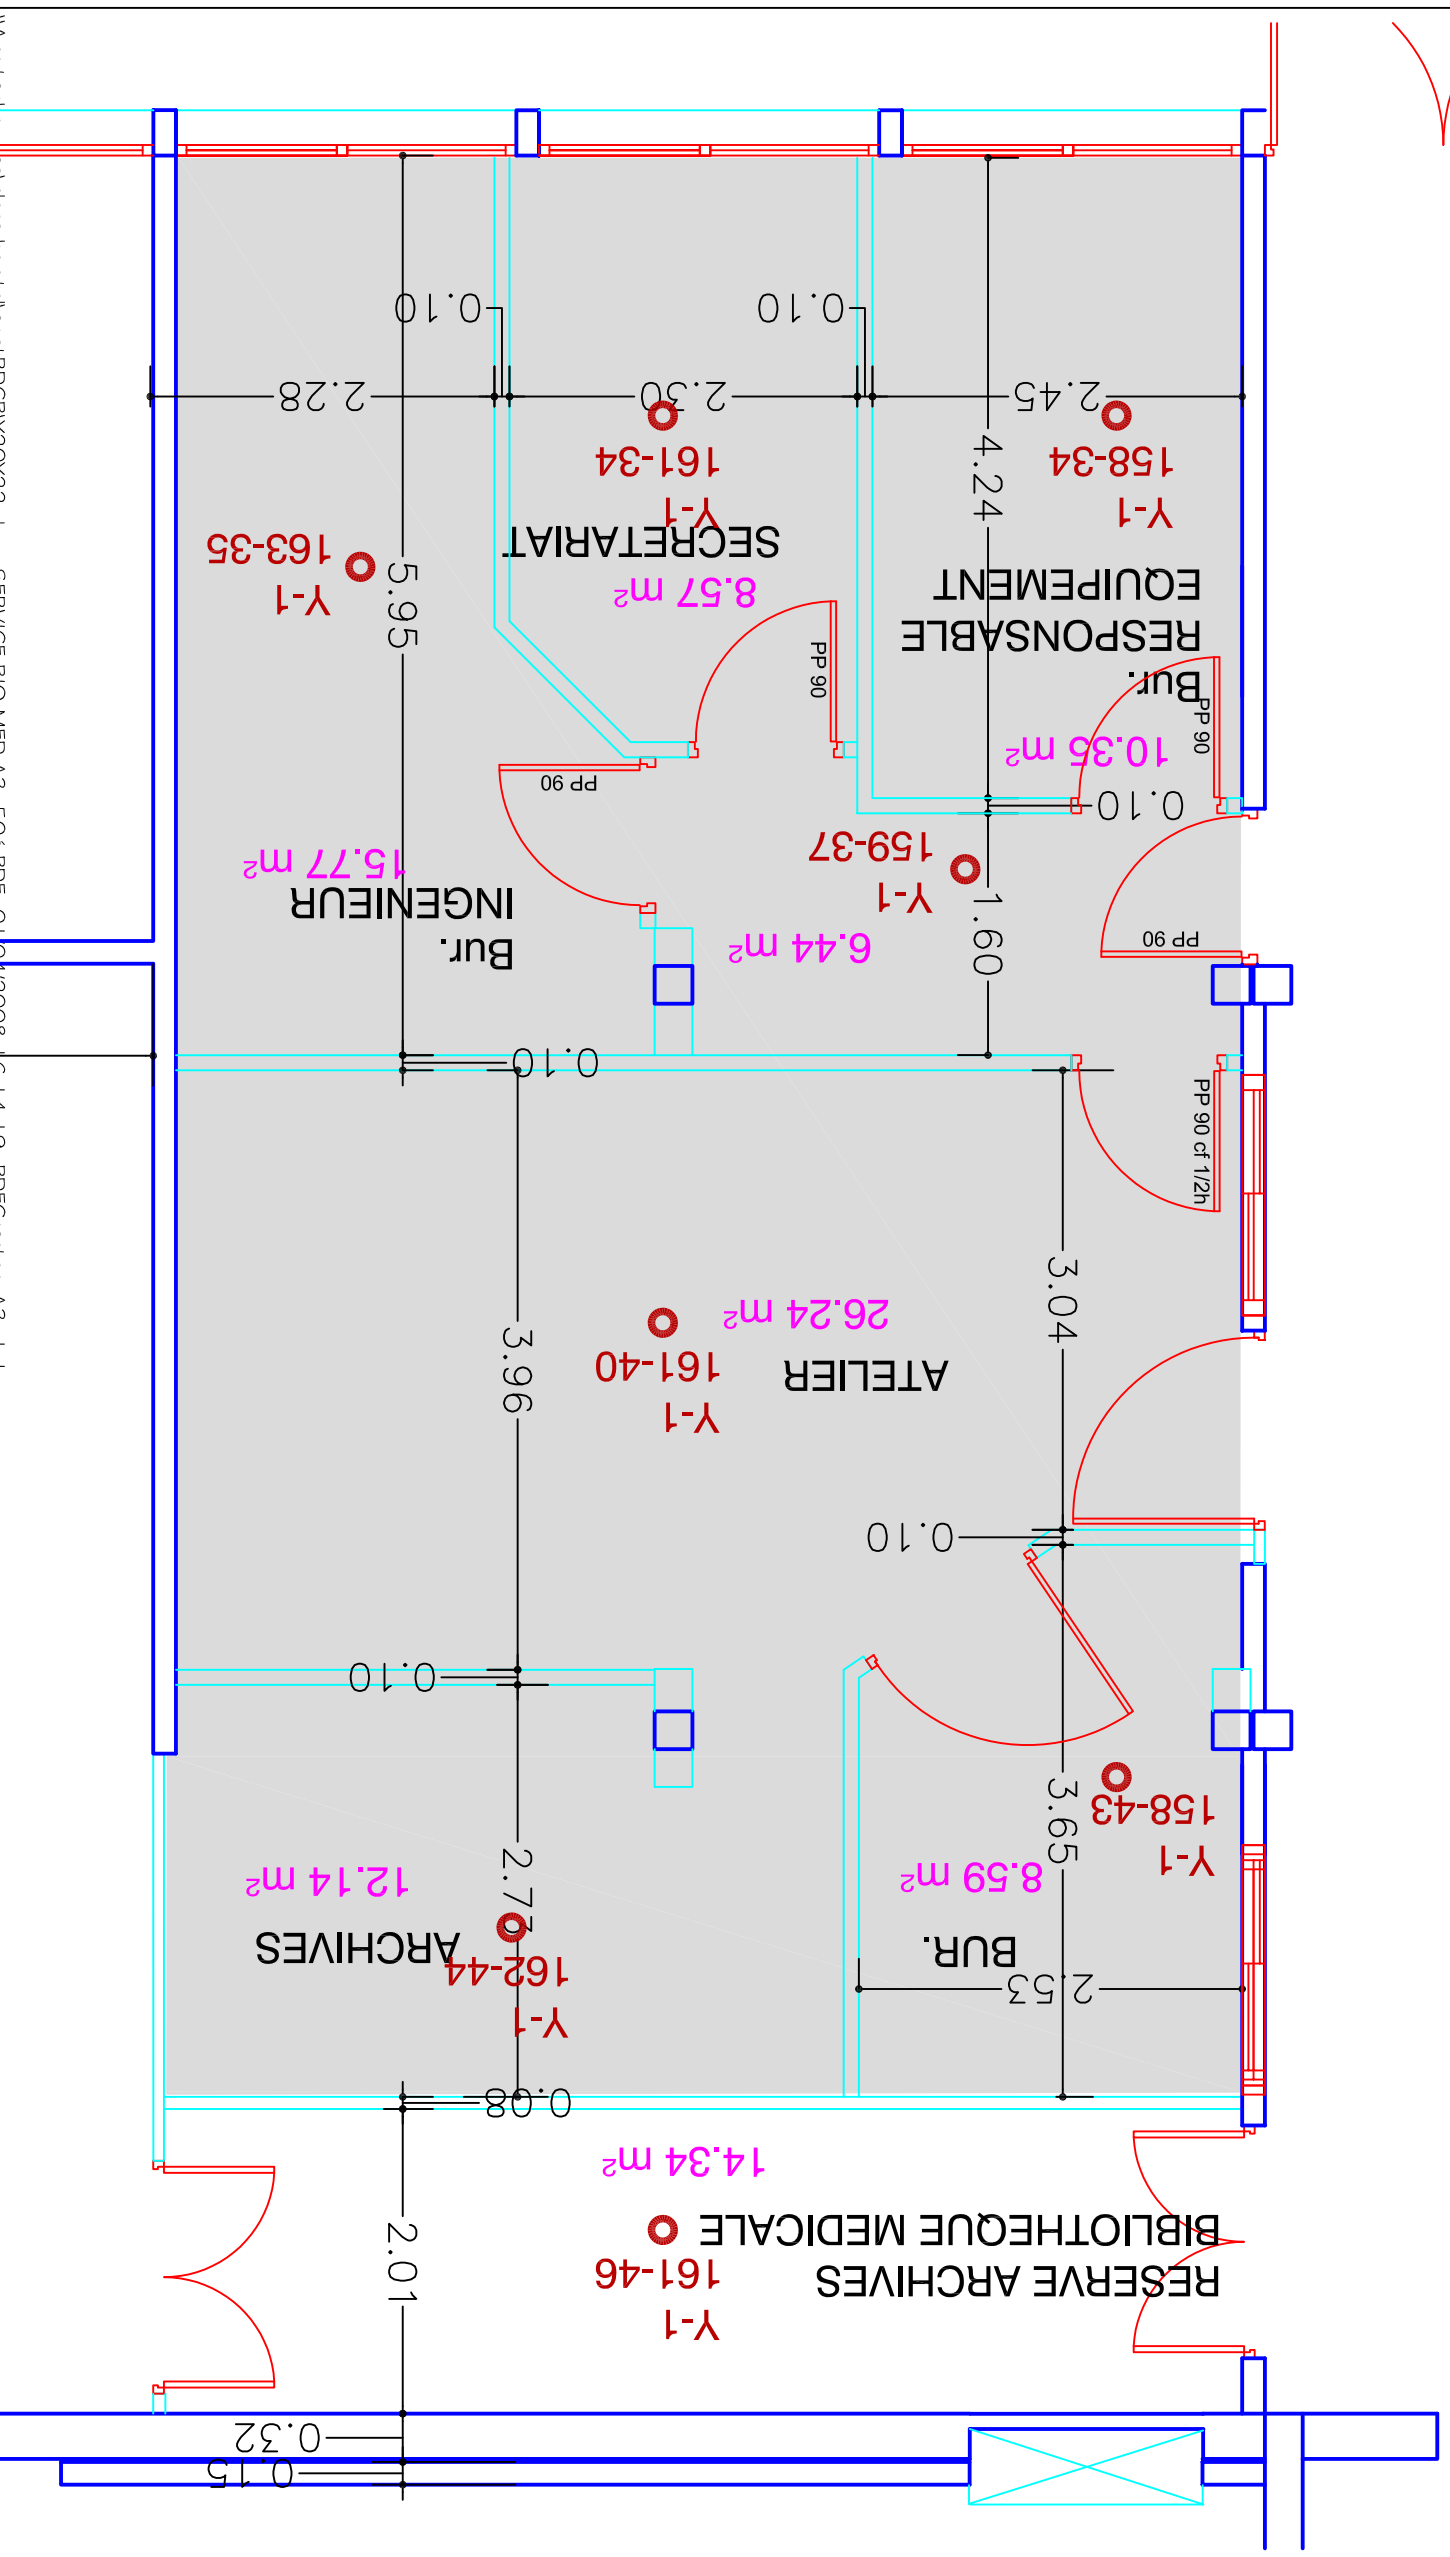 0.15
0.32
Y-1
161-46
RESERVE ARCHIVES
BIBLIOTHEQUE MEDICALE
2.01
14.34 m²
0.08
Y-1
162-44
ARCHIVES
12.14 m²
2.73
2.53
BUR.
8.59 m²
Y-1
158-43
3.65
0.10
0.10
Y-1
161-40
ATELIER
26.24 m²
3.96
3.04
PP 90 cf 1/2h
0.10
Bur.
INGENIEUR
15.77 m²
6.44 m²
1.60
PP 90
Y-1
159-37
0.10
PP 90
10.35 m²
Bur.
RESPONSABLE
EQUIPEMENT
PP 90
PP 90
8.57 m²
SECRETARIAT
Y-1
163-35
5.95
Y-1
161-34
Y-1
158-34
4.24
2.45
2.30
2.28
0.10
0.10